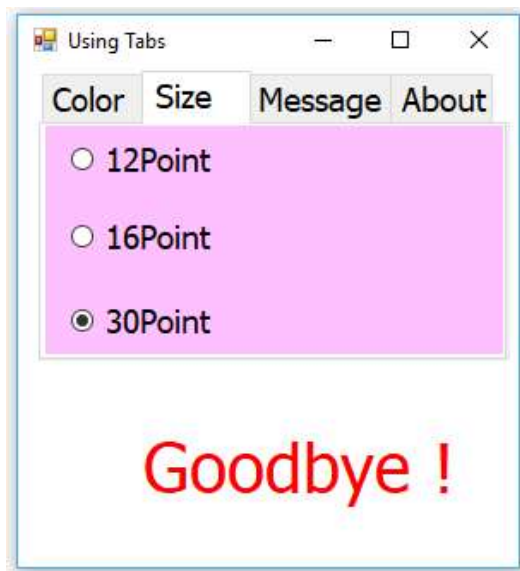 Using Tabs
Color Size Message About
12Point
16Point
30Point
Goodbye !